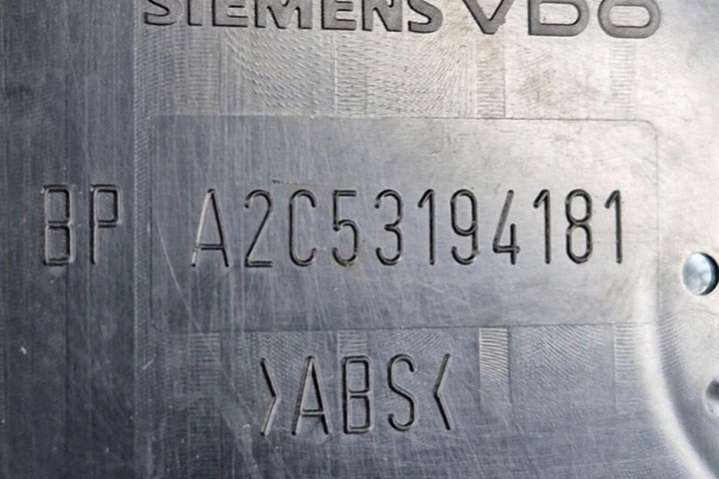 SIEMENS VDO
BP A2C53194181
>ABS<